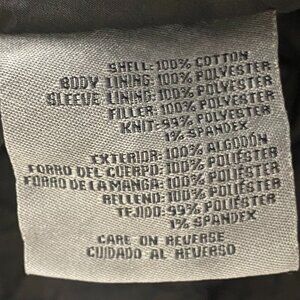 SHELL: 100% COTTON
BODY LINING: 100% POLYESTER
SLEEVE LINING: 100% POLYESTER
FILLER: 100% POLYESTER
KNIT: 99% POLYESTER
1% SPANDEX
EXTERIOR: 100% ALGODÓN
FORRO DEL CUERPO: 100% POLIÉSTER
FORRO DE LA MANGA: 100% POLIÉSTER
RELLENO: 100% POLIÉSTER
TEJIDO: 99% POLIÉSTER
1% SPANDEX
CARE ON REVERSE
CUIDADO AL REVERSO